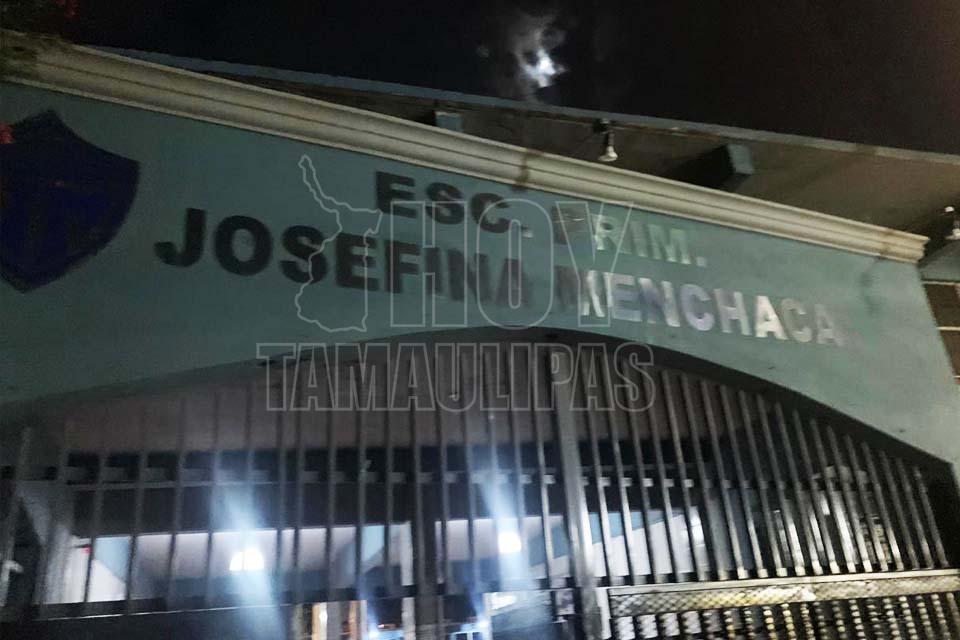 ESC. PRIM.
JOSEFINA MENCHACA
HOY
TAMAULIPAS